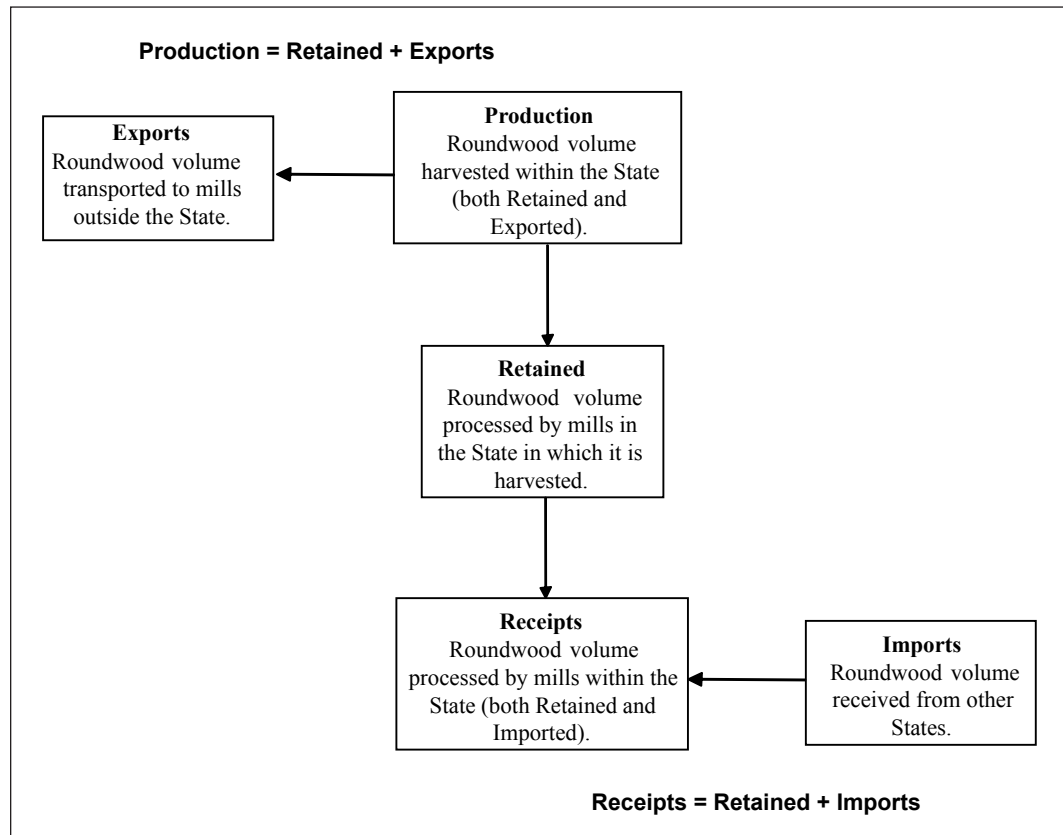 Production = Retained + Exports
Exports
Roundwood volume
transported to mills
outside the State.
Production
Roundwood volume
harvested within the State
(both Retained and
Exported).
Retained
Roundwood volume
processed by mills in
the State in which it is
harvested.
Receipts
Roundwood volume
processed by mills within the
State (both Retained and
Imported).
Imports
Roundwood volume
received from other
States.
Receipts = Retained + Imports